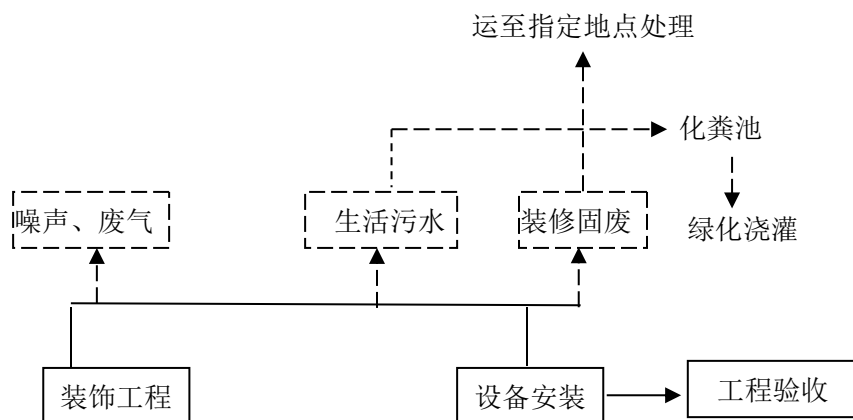 运至指定地点处理
化粪池
噪声、废气
生活污水
装修固废
绿化浇灌
装饰工程
设备安装
工程验收